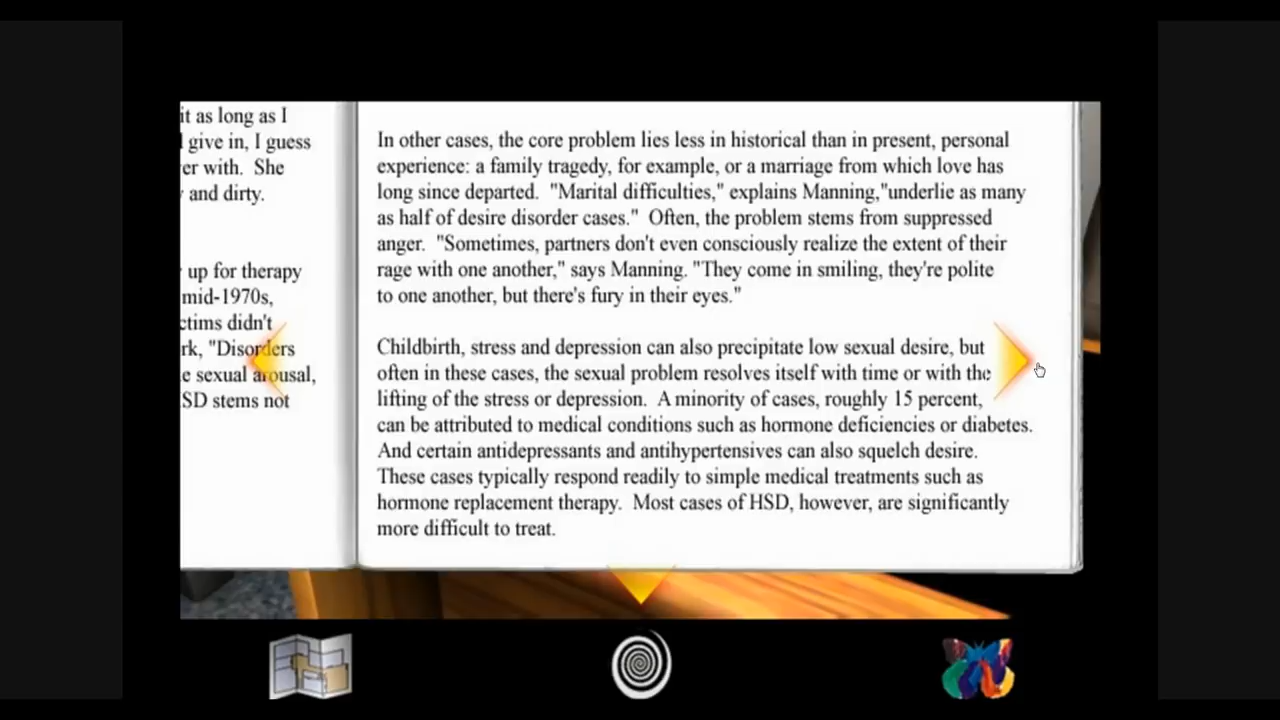 it as long as I
give in, I guess
er with.  She
and dirty.
up for therapy
mid-1970s,
ctims didn't
rk, "Disorders
e sexual arousal,
SD stems not
In other cases, the core problem lies less in historical than in present, personal
experience: a family tragedy, for example, or a marriage from which love has
long since departed.  "Marital difficulties," explains Manning,"underlie as many
as half of desire disorder cases."  Often, the problem stems from suppressed
anger.  "Sometimes, partners don't even consciously realize the extent of their
rage with one another," says Manning. "They come in smiling, they're polite
to one another, but there's fury in their eyes."
Childbirth, stress and depression can also precipitate low sexual desire, but
often in these cases, the sexual problem resolves itself with time or with the
lifting of the stress or depression.  A minority of cases, roughly 15 percent,
can be attributed to medical conditions such as hormone deficiencies or diabetes.
And certain antidepressants and antihypertensives can also squelch desire.
These cases typically respond readily to simple medical treatments such as
hormone replacement therapy.  Most cases of HSD, however, are significantly
more difficult to treat.